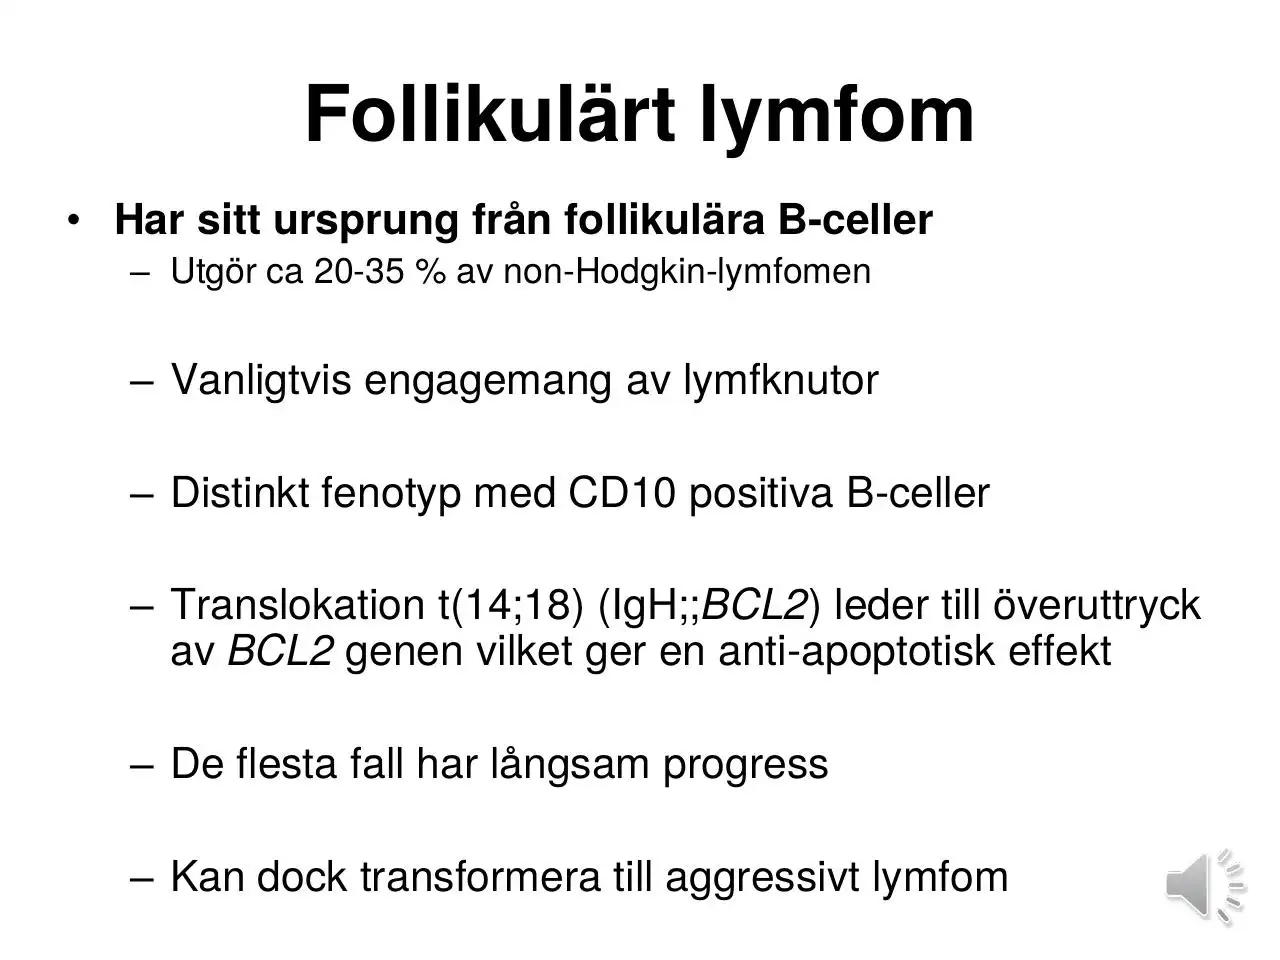 Follikulärt lymfom
• Har sitt ursprung från follikulära B-celler
– Utgör ca 20-35 % av non-Hodgkin-lymfomen
– Vanligtvis engagemang av lymfknutor
– Distinkt fenotyp med CD10 positiva B-celler
– Translokation t(14;18) (IgH;;BCL2) leder till överuttryck
av BCL2 genen vilket ger en anti-apoptotisk effekt
– De flesta fall har långsam progress
– Kan dock transformera till aggressivt lymfom